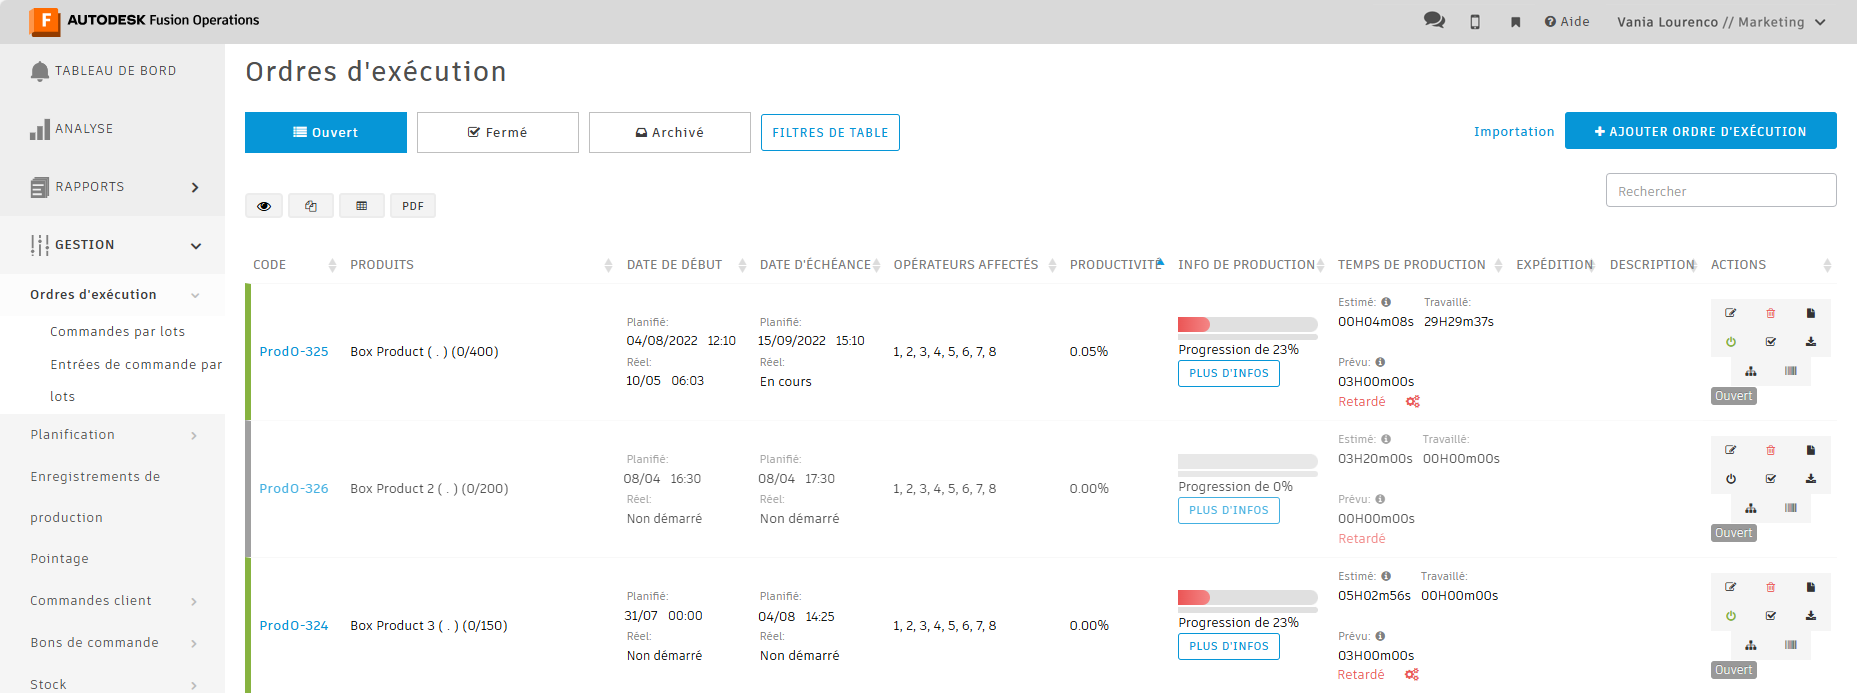 AUTODESK Fusion Operations
Aide
Vania Lourenco // Marketing
TABLEAU DE BORD
ANALYSE
RAPPORTS
GESTION
Ordres d'exécution
Commandes par lots
Entrées de commande par
lots
Planification
Enregistrements de
production
Pointage
Commandes client
Bons de commande
Stock
Ordres d'exécution
Ouvert
Fermé
Archivé
FILTRES DE TABLE
Importation
+ AJOUTER ORDRE D'EXÉCUTION
PDF
Rechercher
CODE PRODUITS DATE DE DÉBUT DATE D'ÉCHÉANCE OPÉRATEURS AFFECTÉS PRODUCTIVITÉ INFO DE PRODUCTION TEMPS DE PRODUCTION EXPÉDITION DESCRIPTION ACTIONS
ProdO-325
Box Product ( . ) (0/400)
Planifié:
04/08/2022 12:10
Réel:
10/05 06:03
Planifié:
15/09/2022 15:10
Réel:
En cours
1, 2, 3, 4, 5, 6, 7, 8
0.05%
Progression de 23%
PLUS D'INFOS
Estimé: Travaillé:
00H04m08s 29H29m37s
Prévu:
03H00m00s
Retardé
Ouvert
ProdO-326
Box Product 2 ( . ) (0/200)
Planifié:
08/04 16:30
Réel:
Non démarré
Planifié:
08/04 17:30
Réel:
Non démarré
1, 2, 3, 4, 5, 6, 7, 8
0.00%
Progression de 0%
PLUS D'INFOS
Estimé: Travaillé:
03H20m00s 00H00m00s
Prévu:
00H00m00s
Retardé
Ouvert
ProdO-324
Box Product 3 ( . ) (0/150)
Planifié:
31/07 00:00
Réel:
Non démarré
Planifié:
04/08 14:25
Réel:
Non démarré
1, 2, 3, 4, 5, 6, 7, 8
0.00%
Progression de 23%
PLUS D'INFOS
Estimé: Travaillé:
05H02m56s 00H00m00s
Prévu:
03H00m00s
Retardé
Ouvert